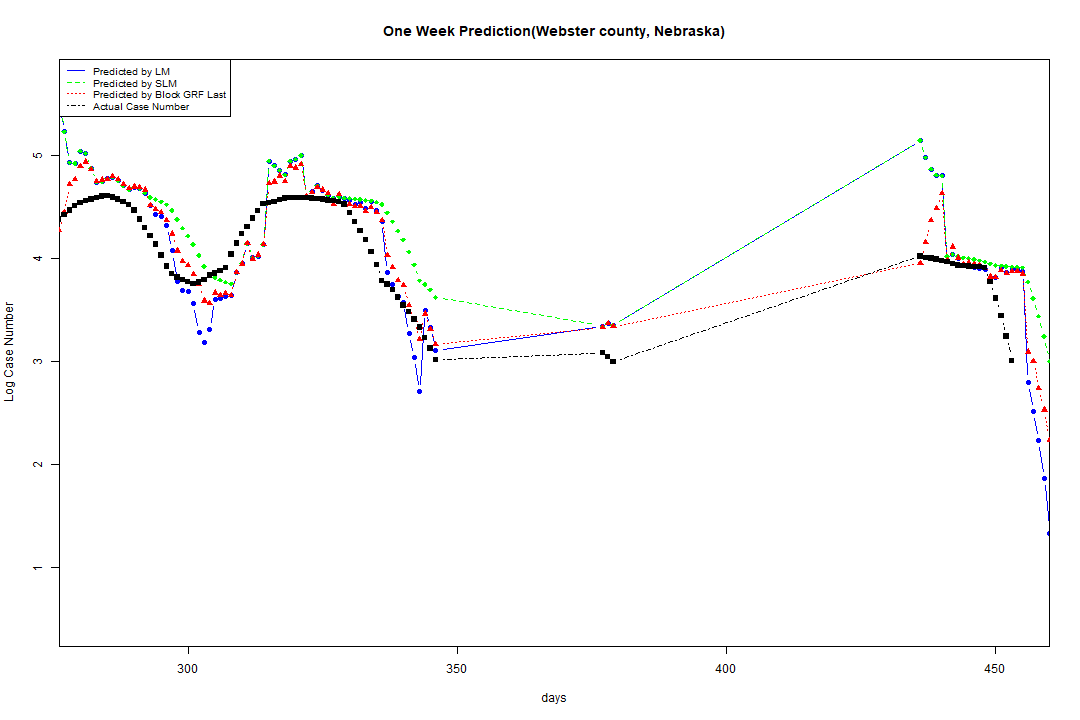 One Week Prediction(Webster county, Nebraska)
Predicted by LM
Predicted by SLM
Predicted by Block GRF Last
Actual Case Number
5
4
3
2
1
Log Case Number
300 350 400 450
days